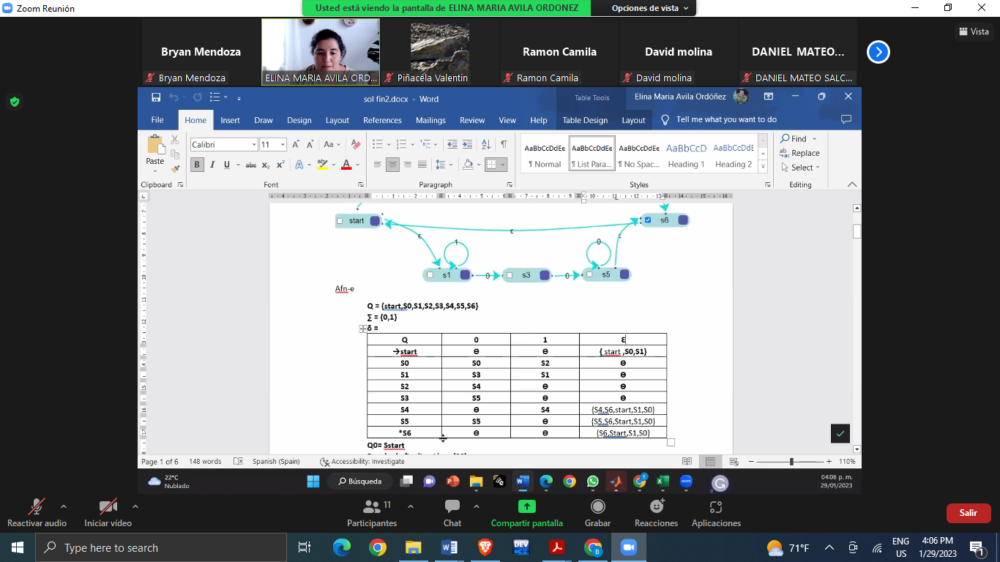 Zoom Reunión
Usted está viendo la pantalla de ELINA MARIA AVILA ORDONEZ
Opciones de vista
Vista
Bryan Mendoza
Ramon Camila
David molina
DANIEL MATEO...
Bryan Mendoza
ELINA MARIA AVILA ORD...
Piñacela Valentin
Ramon Camila
David molina
DANIEL MATEO SALC...
sol fin2.docx - Word
Table Tools
Elina Maria Avila Ordóñez
File Home Insert Draw Design Layout References Mailings Review View Help Table Design Layout Tell me what you want to do
Paste
Calibri 11
Find
Replace
Select
AaBbCcDdEe AaBbCcDdEe AaBbCcDdEe AaBbCcD AaBbCcDdE
¶ Normal ¶ List Para... ¶ No Spac... Heading 1 Heading 2
Clipboard Font Paragraph Styles Editing
start
s6
ε
ε
ε
1
0
s1
0
s3
0
s5
Afn-e
Q = {start,S0,S1,S2,S3,S4,S5,S6}
∑ = {0,1}
δ =
Q 0 1 Ɛ
→start ϴ ϴ { start ,S0,S1}
S0 S0 S2 ϴ
S1 S3 S1 ϴ
S2 S4 ϴ ϴ
S3 S5 ϴ ϴ
S4 ϴ S4 {S4,S6,start,S1,S0}
S5 S5 ϴ {S5,S6,Start,S1,S0}
*S6 ϴ ϴ {S6,Start,S1,S0}
Q0= Sstart
Page 1 of 6 148 words Spanish (Spain) Accessibility: Investigate 110%
22°C
Nublado
Búsqueda
04:06 p. m.
29/01/2023
Reactivar audio
Iniciar vídeo
11
Participantes
Chat
Compartir pantalla
Grabar
Reacciones
Aplicaciones
Salir
Type here to search
71°F
ENG
US
4:06 PM
1/29/2023